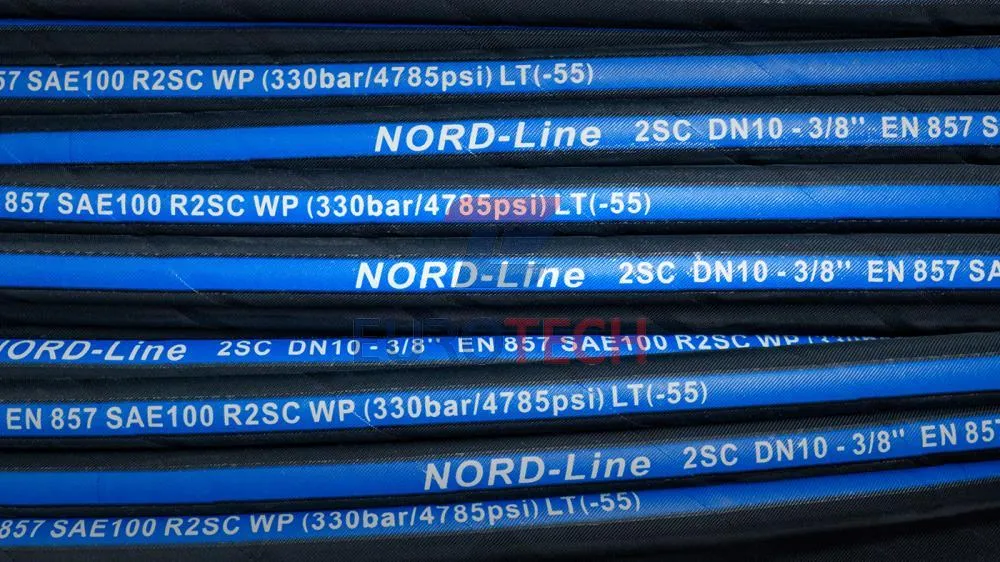 857 SAE100 R2SC WP (330bar/4785psi) LT(-55)
NORD-Line 2SC DN10 - 3/8" EN 857 S
857 SAE100 R2SC WP (330bar/4785psi) LT(-55)
NORD-Line 2SC DN10 - 3/8" EN 857 SA
EUROTECH
NORD-Line 2SC DN10 - 3/8" EN 857 SAE100 R2SC WP
EN 857 SAE100 R2SC WP (330bar/4785psi) LT(-55)
NORD-Line 2SC DN10 - 3/8" EN 857
857 SAE100 R2SC WP (330bar/4785psi) LT(-55)